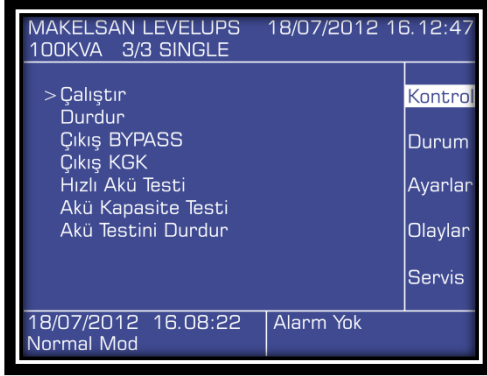 MAKELSAN LEVELUPS 18/07/2012 16.12:47
100KVA 3/3 SINGLE
>Çalıştır
Durdur
Çıkış BYPASS
Çıkış KGK
Hızlı Akü Testi
Akü Kapasite Testi
Akü Testini Durdur
Kontrol
Durum
Ayarlar
Olaylar
Servis
18/07/2012 16.08:22 Alarm Yok
Normal Mod